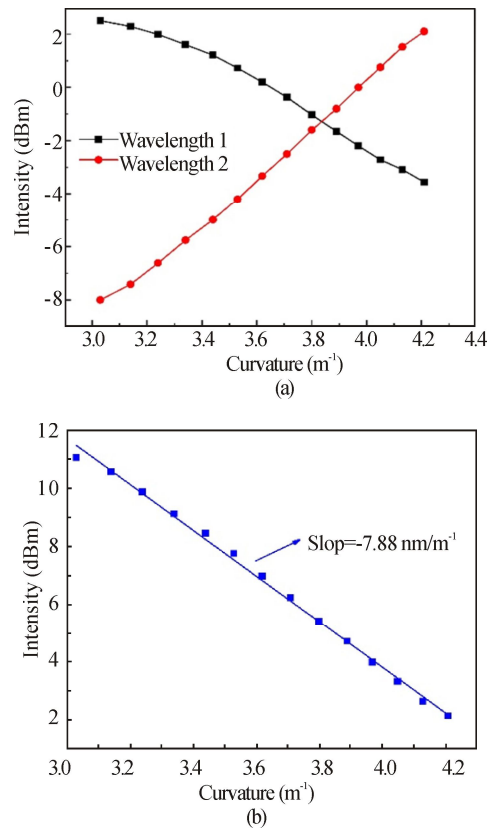 2
0
-2
-4
-6
-8
Intensity (dBm)
Wavelength 1
Wavelength 2
3.0 3.2 3.4 3.6 3.8 4.0 4.2 4.4
Curvature (m⁻¹)
(a)
12
10
8
6
4
2
Intensity (dBm)
Slop=-7.88 nm/m⁻¹
3.0 3.2 3.4 3.6 3.8 4.0 4.2
Curvature (m⁻¹)
(b)